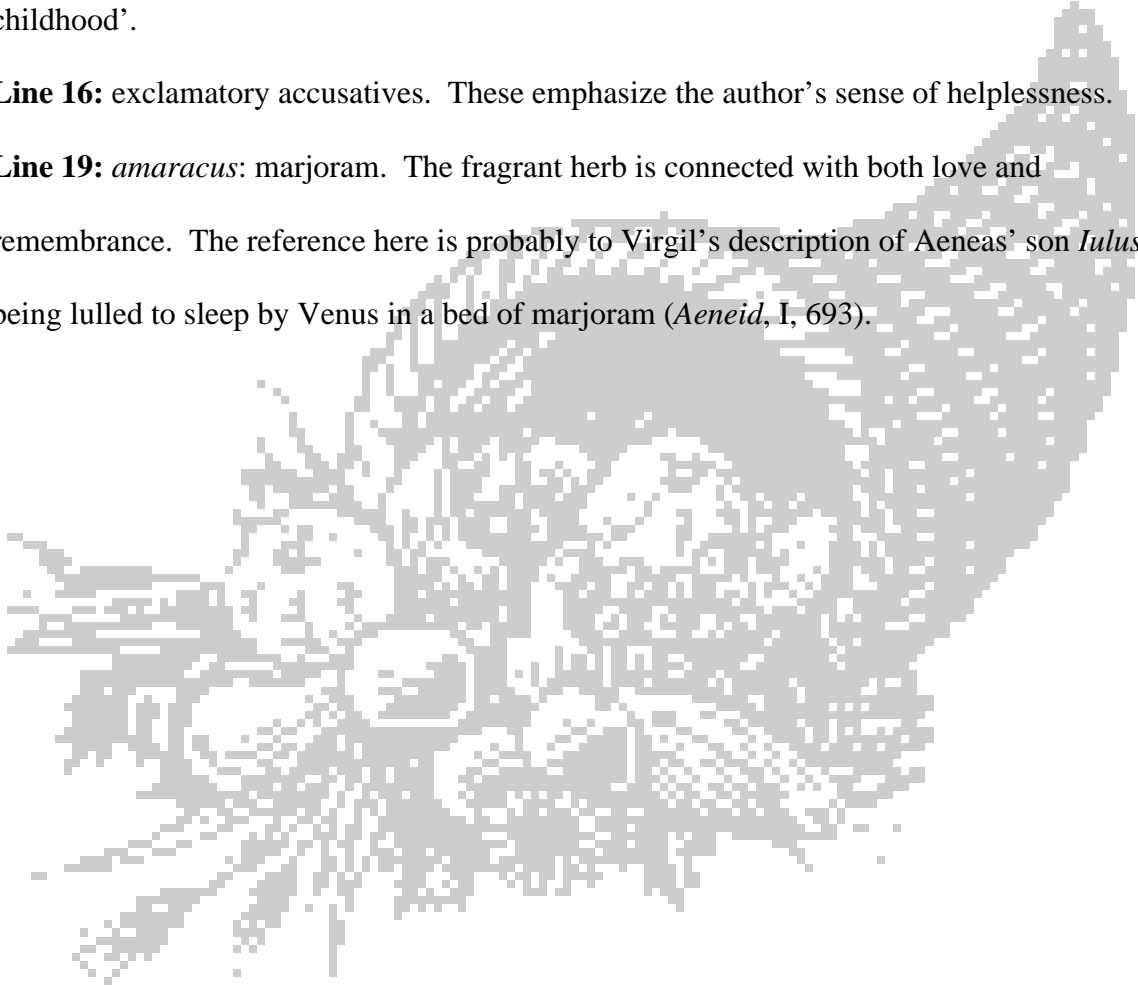 childhood’.
Line 16: exclamatory accusatives.  These emphasize the author’s sense of helplessness.
Line 19: amaracus: marjoram.  The fragrant herb is connected with both love and
remembrance.  The reference here is probably to Virgil’s description of Aeneas’ son Iulus
being lulled to sleep by Venus in a bed of marjoram (Aeneid, I, 693).